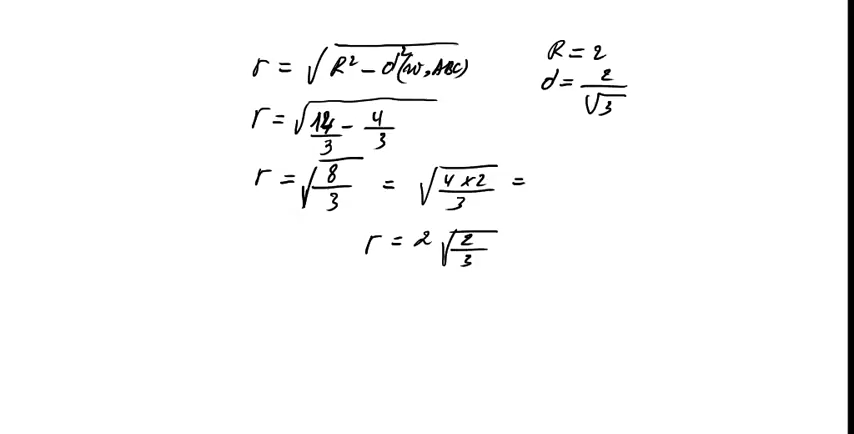 r = √(R² − d²(w, ABC))
R = 2
d = 2/√3
r = √(12/3 − 4/3)
r = √(8/3) = √((4×2)/3) =
r = 2√(2/3)